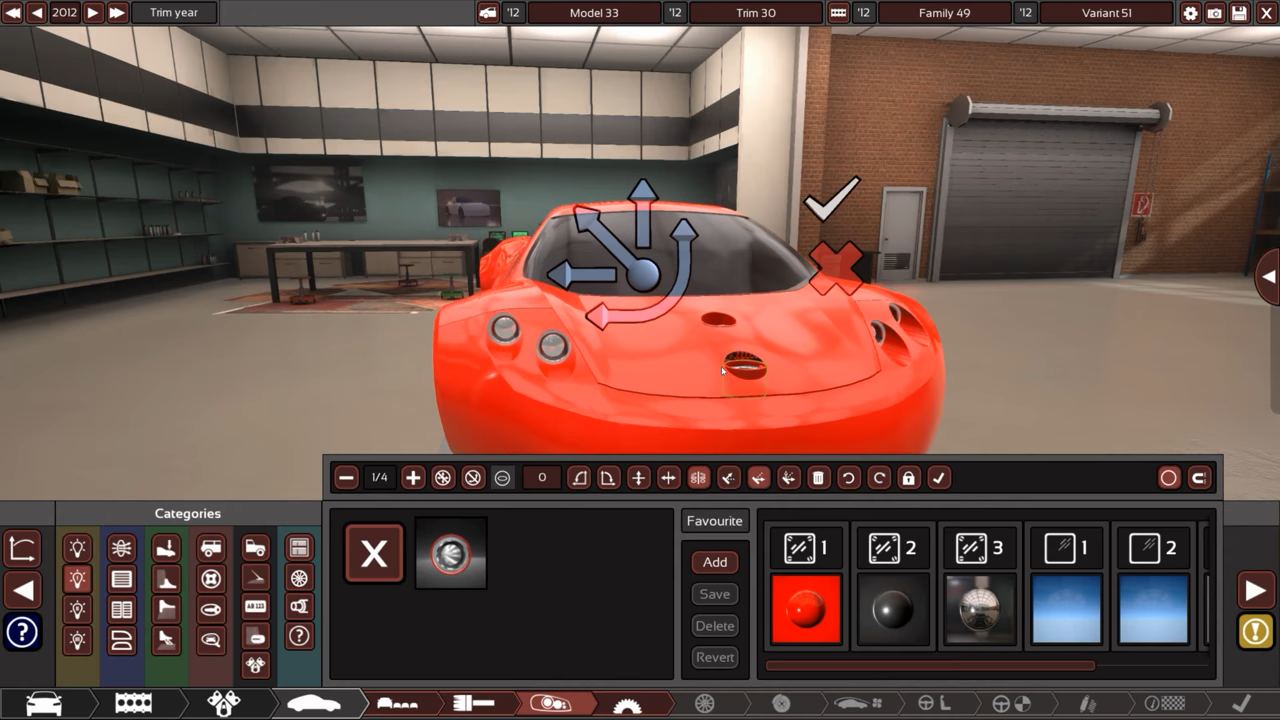 2012
Trim year
'12
Model 33
'12
Trim 30
'12
Family 49
'12
Variant 51
1/4
0
Categories
Favourite
Add
Save
Delete
Revert
X
1
2
3
1
2
AB 123
?
?